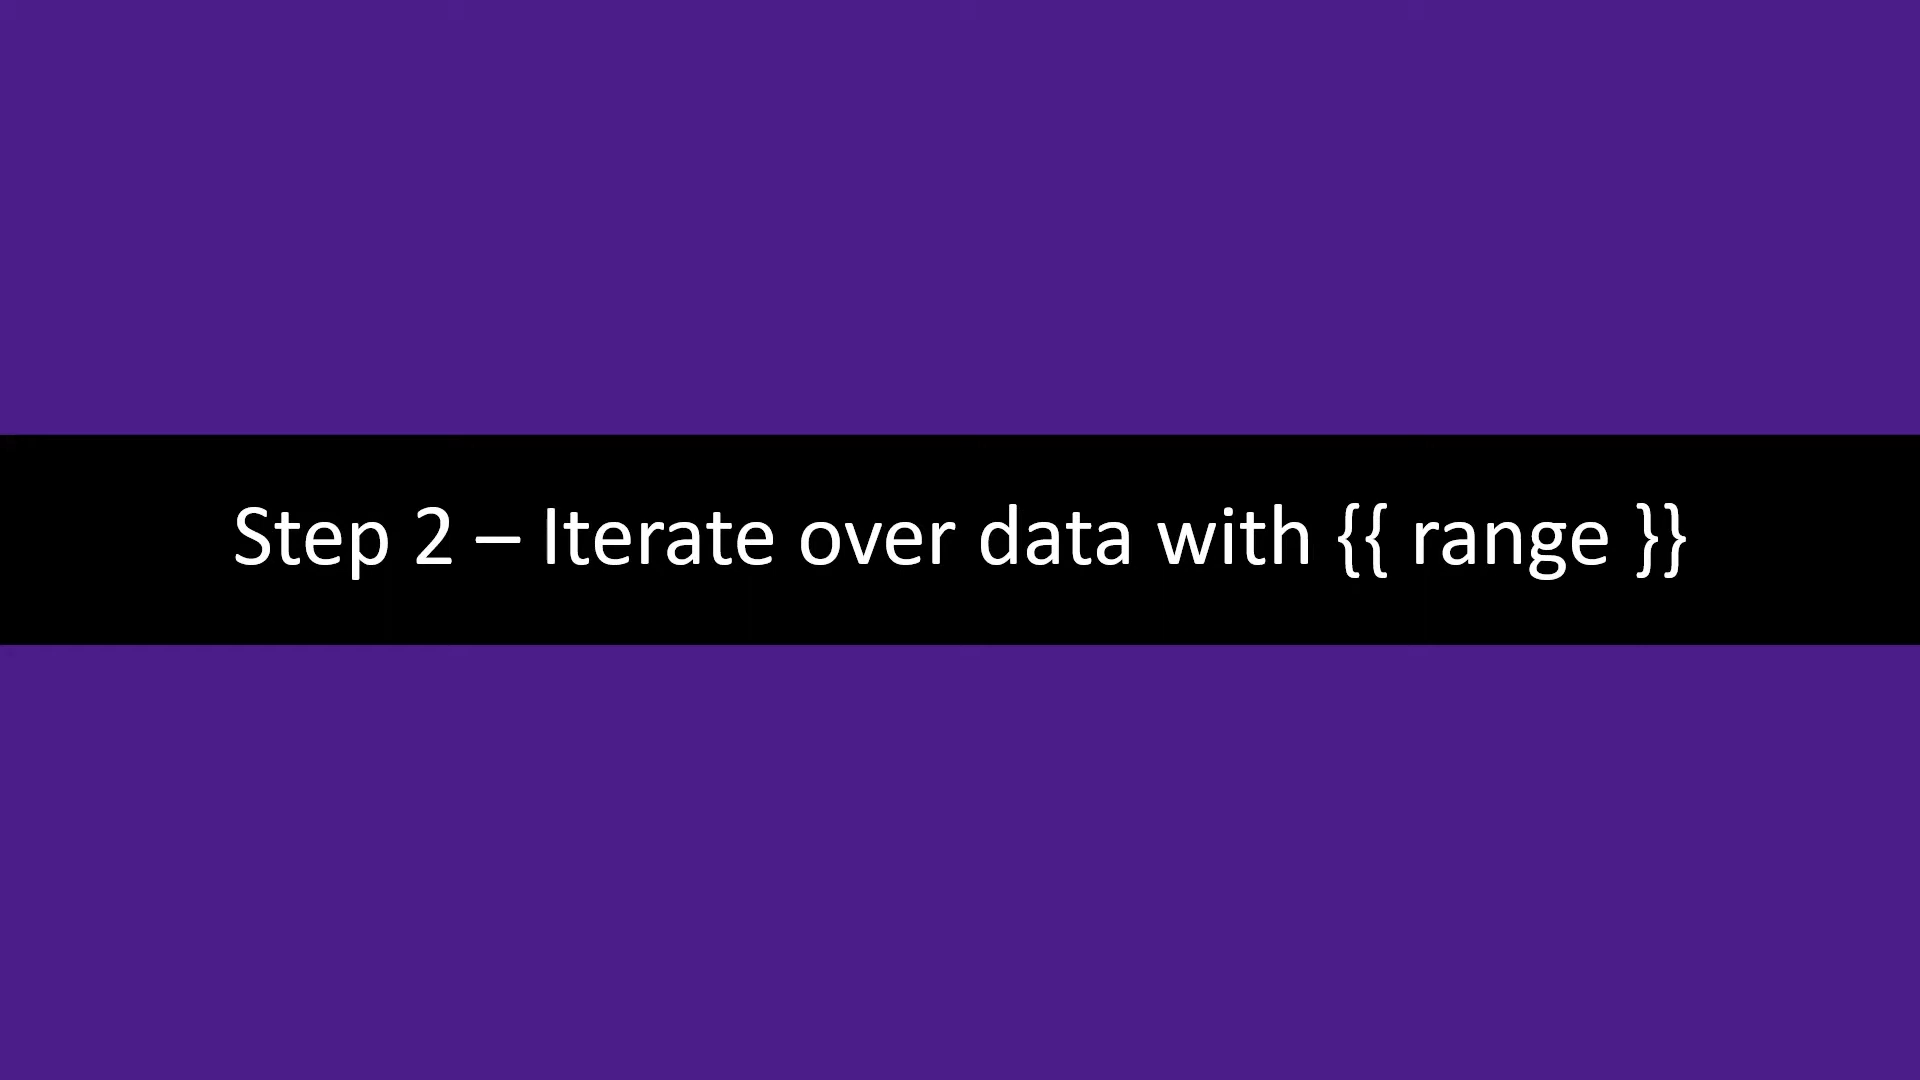 Step 2 – Iterate over data with {{ range }}